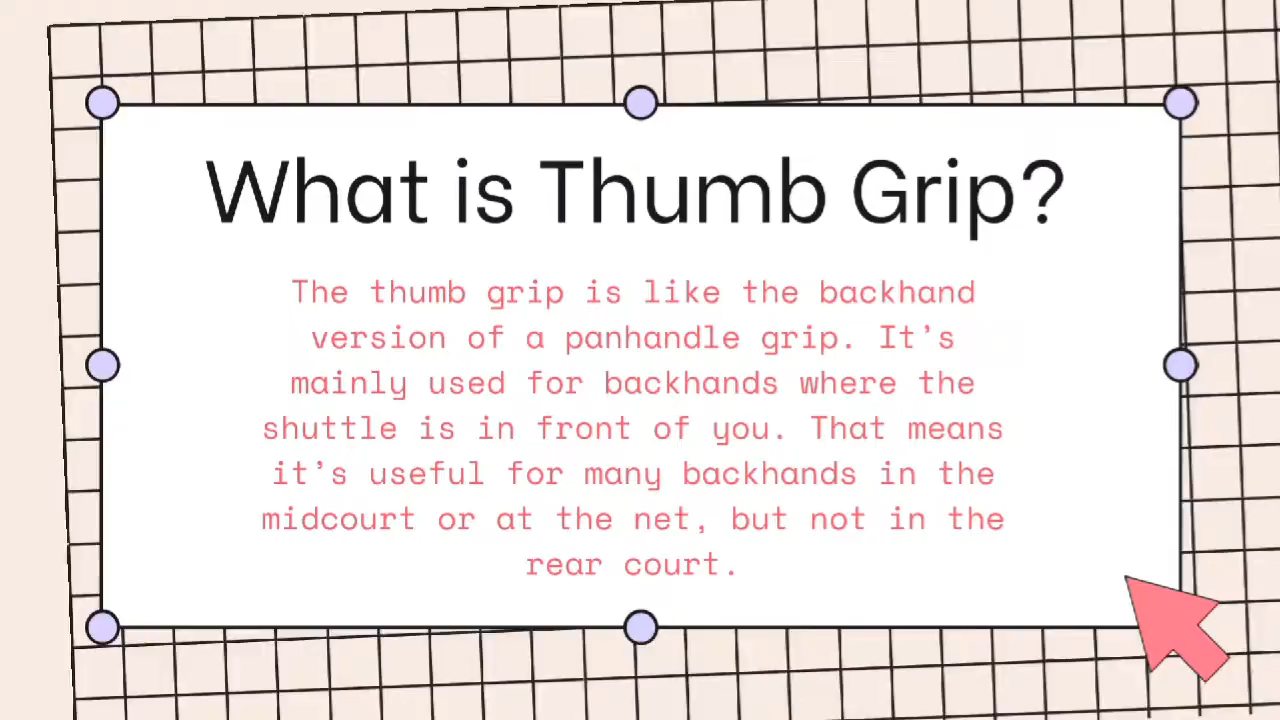 What is Thumb Grip?
The thumb grip is like the backhand
version of a panhandle grip. It’s
mainly used for backhands where the
shuttle is in front of you. That means
it’s useful for many backhands in the
midcourt or at the net, but not in the
rear court.